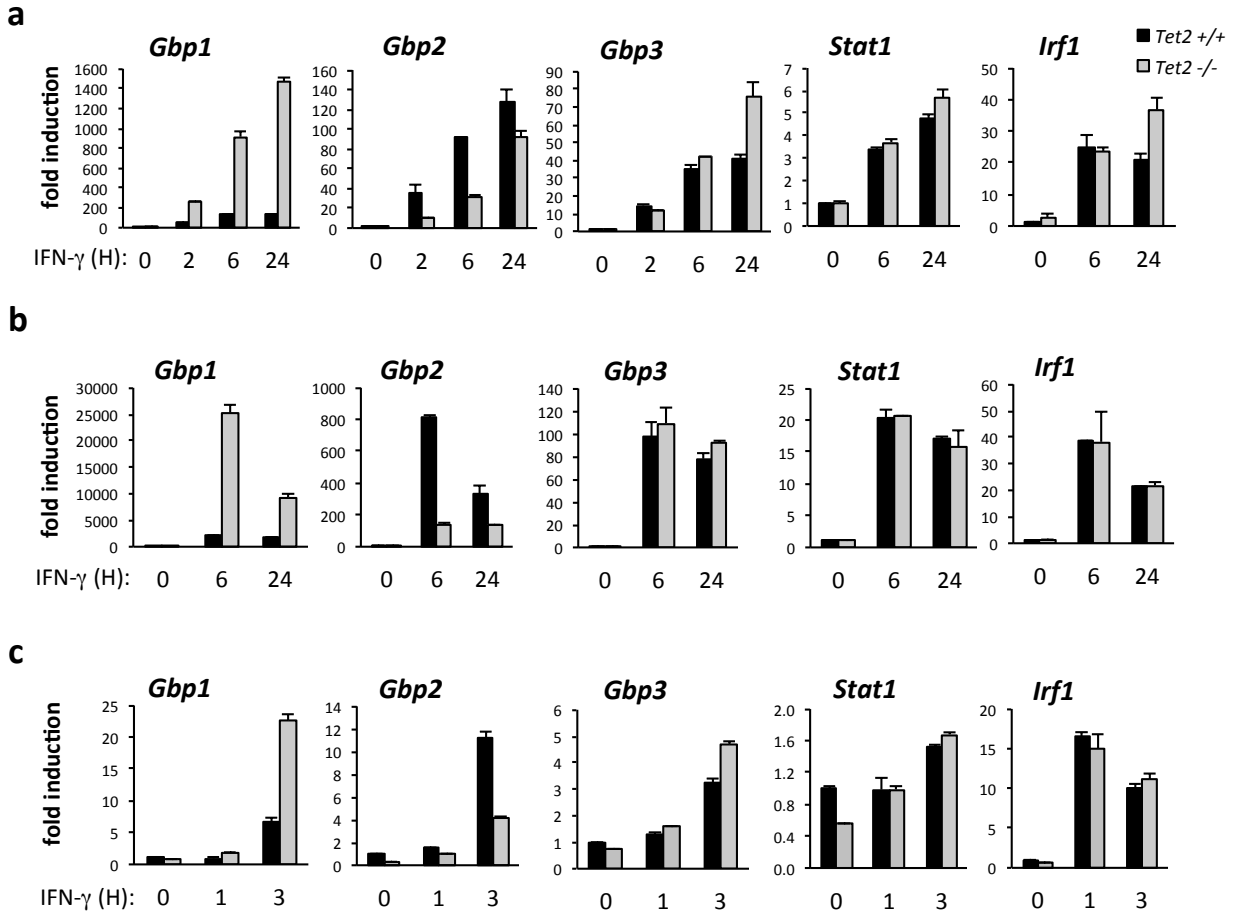 a
Gbp1
Gbp2
Gbp3
Stat1
Irf1
Tet2 +/+
Tet2 -/-
fold induction
1600
1400
1200
1000
800
600
400
200
0
160
140
120
100
80
60
40
20
0
90
80
70
60
50
40
30
20
10
0
7
6
5
4
3
2
1
0
50
40
30
20
10
0
IFN-γ (H): 0 2 6 24
0 2 6 24
0 2 6 24
0 6 24
0 6 24
b
Gbp1
Gbp2
Gbp3
Stat1
Irf1
fold induction
30000
25000
20000
15000
10000
5000
0
1000
800
600
400
200
0
140
120
100
80
60
40
20
0
25
20
15
10
5
0
60
50
40
30
20
10
0
IFN-γ (H): 0 6 24
0 6 24
0 6 24
0 6 24
0 6 24
c
Gbp1
Gbp2
Gbp3
Stat1
Irf1
fold induction
25
20
15
10
5
0
14
12
10
8
6
4
2
0
6
5
4
3
2
1
0
2.0
1.6
1.2
0.8
0.4
0.0
20
15
10
5
0
IFN-γ (H): 0 1 3
0 1 3
0 1 3
0 1 3
0 1 3